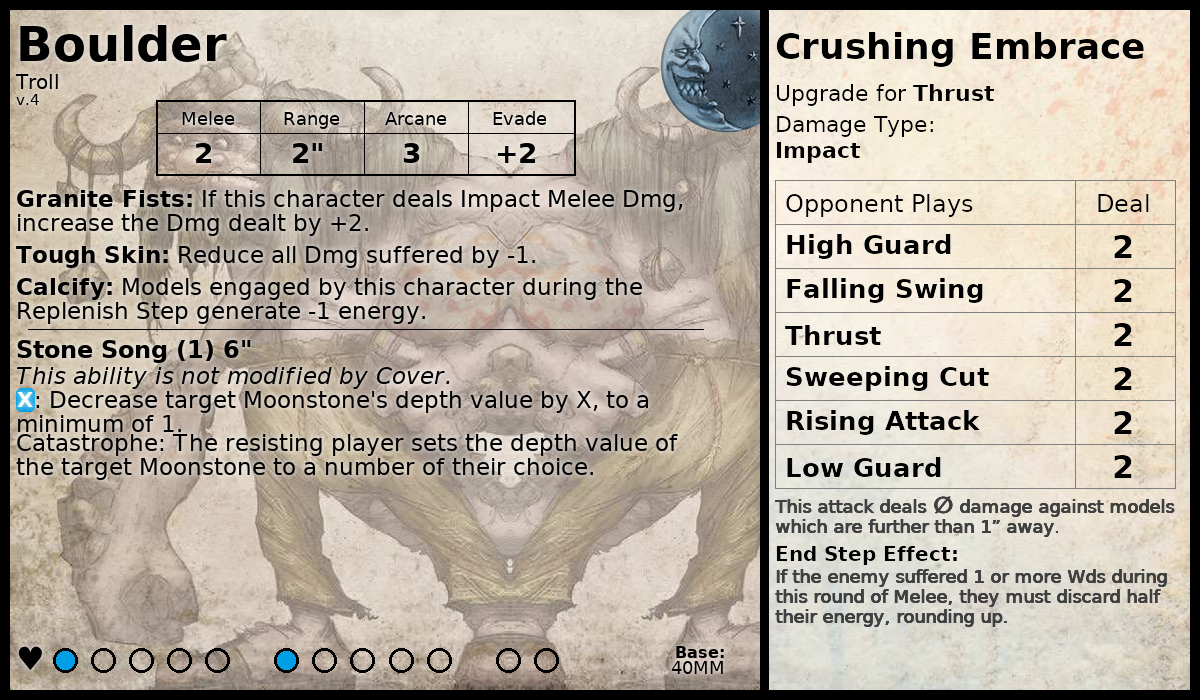 Boulder
Troll
v.4
Melee Range Arcane Evade
2 2" 3 +2
Granite Fists: If this character deals Impact Melee Dmg,
increase the Dmg dealt by +2.
Tough Skin: Reduce all Dmg suffered by -1.
Calcify: Models engaged by this character during the
Replenish Step generate -1 energy.
Stone Song (1) 6"
This ability is not modified by Cover.
X: Decrease target Moonstone's depth value by X, to a
minimum of 1.
Catastrophe: The resisting player sets the depth value of
the target Moonstone to a number of their choice.
Base:
40MM
Crushing Embrace
Upgrade for Thrust
Damage Type:
Impact
Opponent Plays Deal
High Guard 2
Falling Swing 2
Thrust 2
Sweeping Cut 2
Rising Attack 2
Low Guard 2
This attack deals Ø damage against models
which are further than 1” away.
End Step Effect:
If the enemy suffered 1 or more Wds during
this round of Melee, they must discard half
their energy, rounding up.